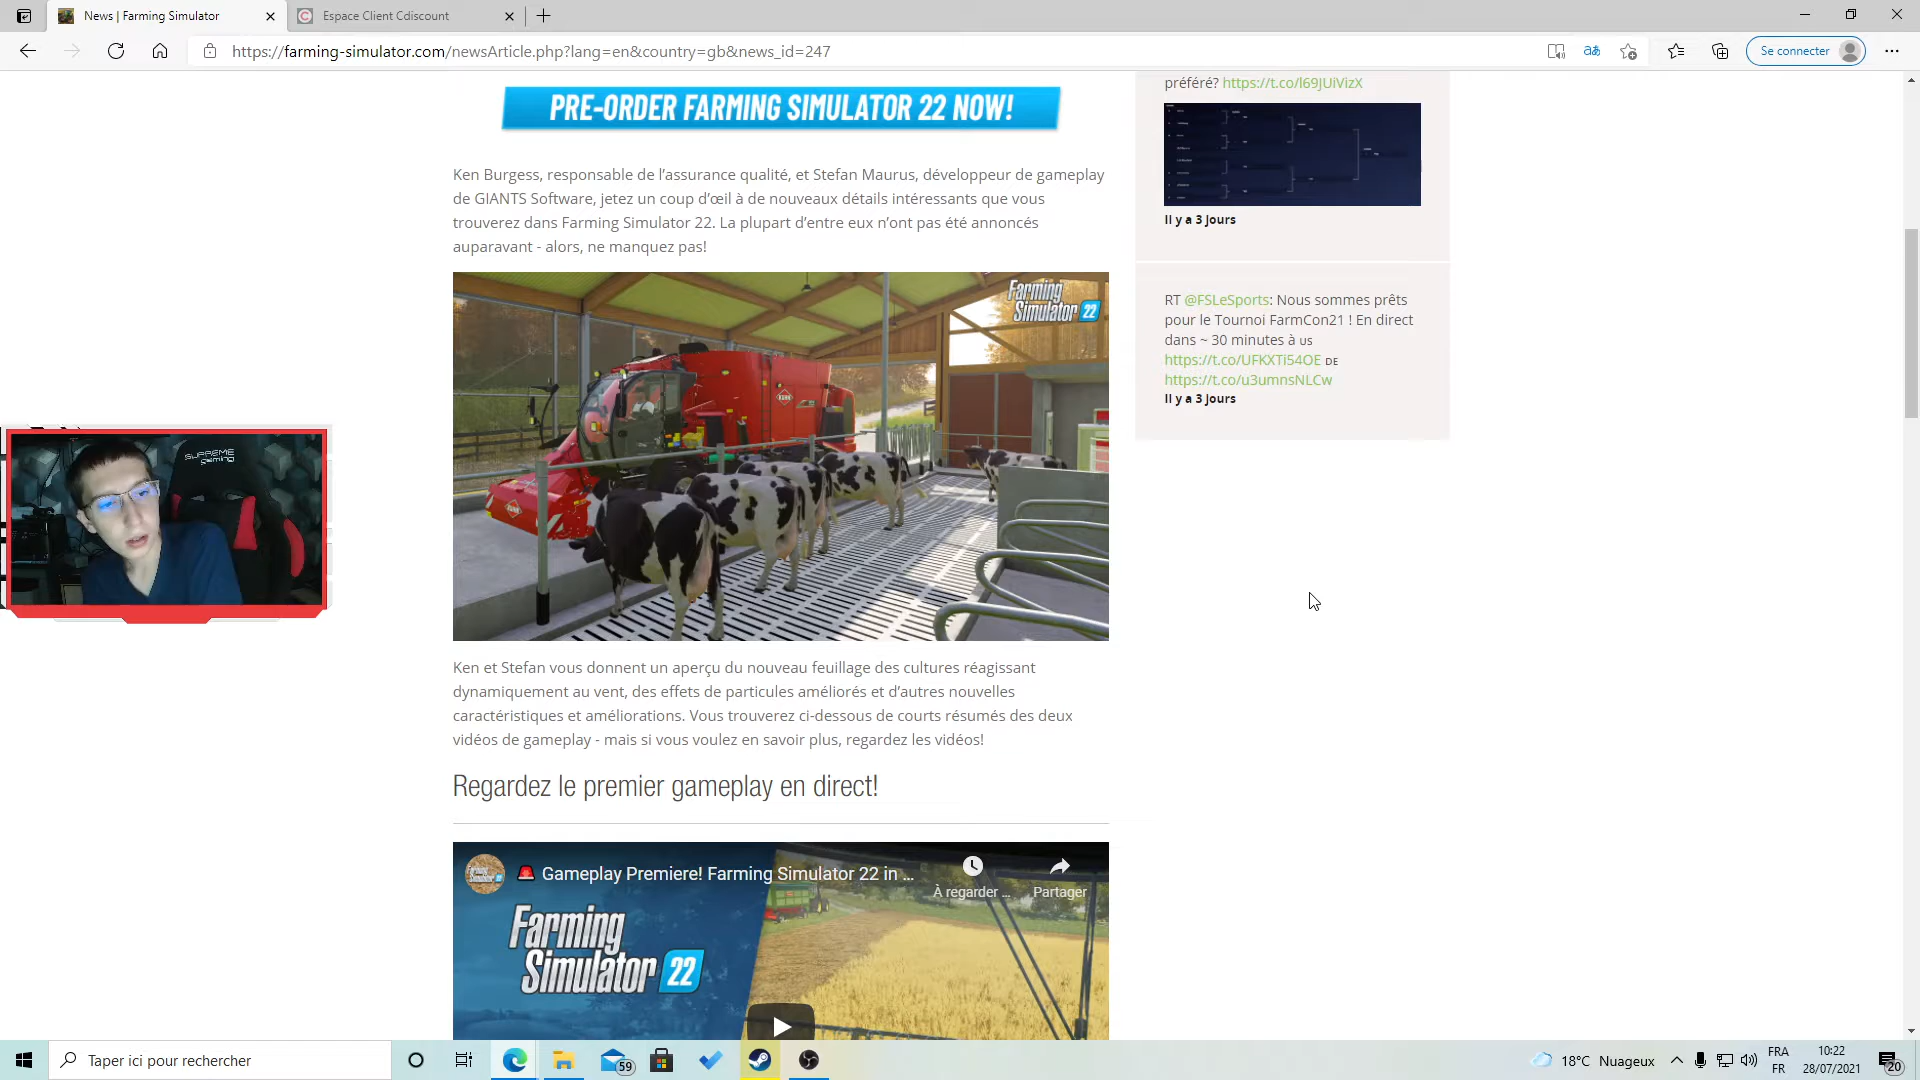 News | Farming Simulator
Espace Client Cdiscount
https://farming-simulator.com/newsArticle.php?lang=en&country=gb&news_id=247
Se connecter
PRE-ORDER FARMING SIMULATOR 22 NOW!
Ken Burgess, responsable de l’assurance qualité, et Stefan Maurus, développeur de gameplay
de GIANTS Software, jetez un coup d’œil à de nouveaux détails intéressants que vous
trouverez dans Farming Simulator 22. La plupart d’entre eux n’ont pas été annoncés
auparavant - alors, ne manquez pas!
Farming
Simulator 22
KUHN
KUHN
Ken et Stefan vous donnent un aperçu du nouveau feuillage des cultures réagissant
dynamiquement au vent, des effets de particules améliorés et d’autres nouvelles
caractéristiques et améliorations. Vous trouverez ci-dessous de courts résumés des deux
vidéos de gameplay - mais si vous voulez en savoir plus, regardez les vidéos!
Regardez le premier gameplay en direct!
🚨 Gameplay Premiere! Farming Simulator 22 in ...
À regarder ...
Partager
Farming
Simulator 22
préféré? https://t.co/l69JUiVizX
Il y a 3 Jours
RT @FSLeSports: Nous sommes prêts
pour le Tournoi FarmCon21 ! En direct
dans ~ 30 minutes à us
https://t.co/UFKXTi54OE DE
https://t.co/u3umnsNLCw
Il y a 3 Jours
SUPREME
gaming
Taper ici pour rechercher
59
18°C Nuageux
FRA
FR
10:22
28/07/2021
20